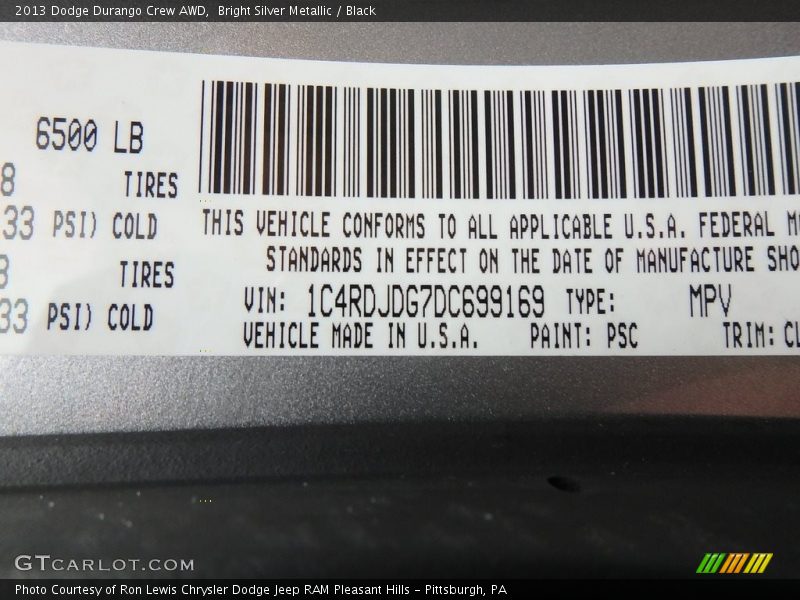 2013 Dodge Durango Crew AWD, Bright Silver Metallic / Black
6500 LB
8 TIRES
33 PSI) COLD
8 TIRES
33 PSI) COLD
THIS VEHICLE CONFORMS TO ALL APPLICABLE U.S.A. FEDERAL M
STANDARDS IN EFFECT ON THE DATE OF MANUFACTURE SHO
VIN: 1C4RDJDG7DC699169 TYPE: MPV
VEHICLE MADE IN U.S.A. PAINT: PSC TRIM: CL
GTCARLOT.COM
Photo Courtesy of Ron Lewis Chrysler Dodge Jeep RAM Pleasant Hills - Pittsburgh, PA